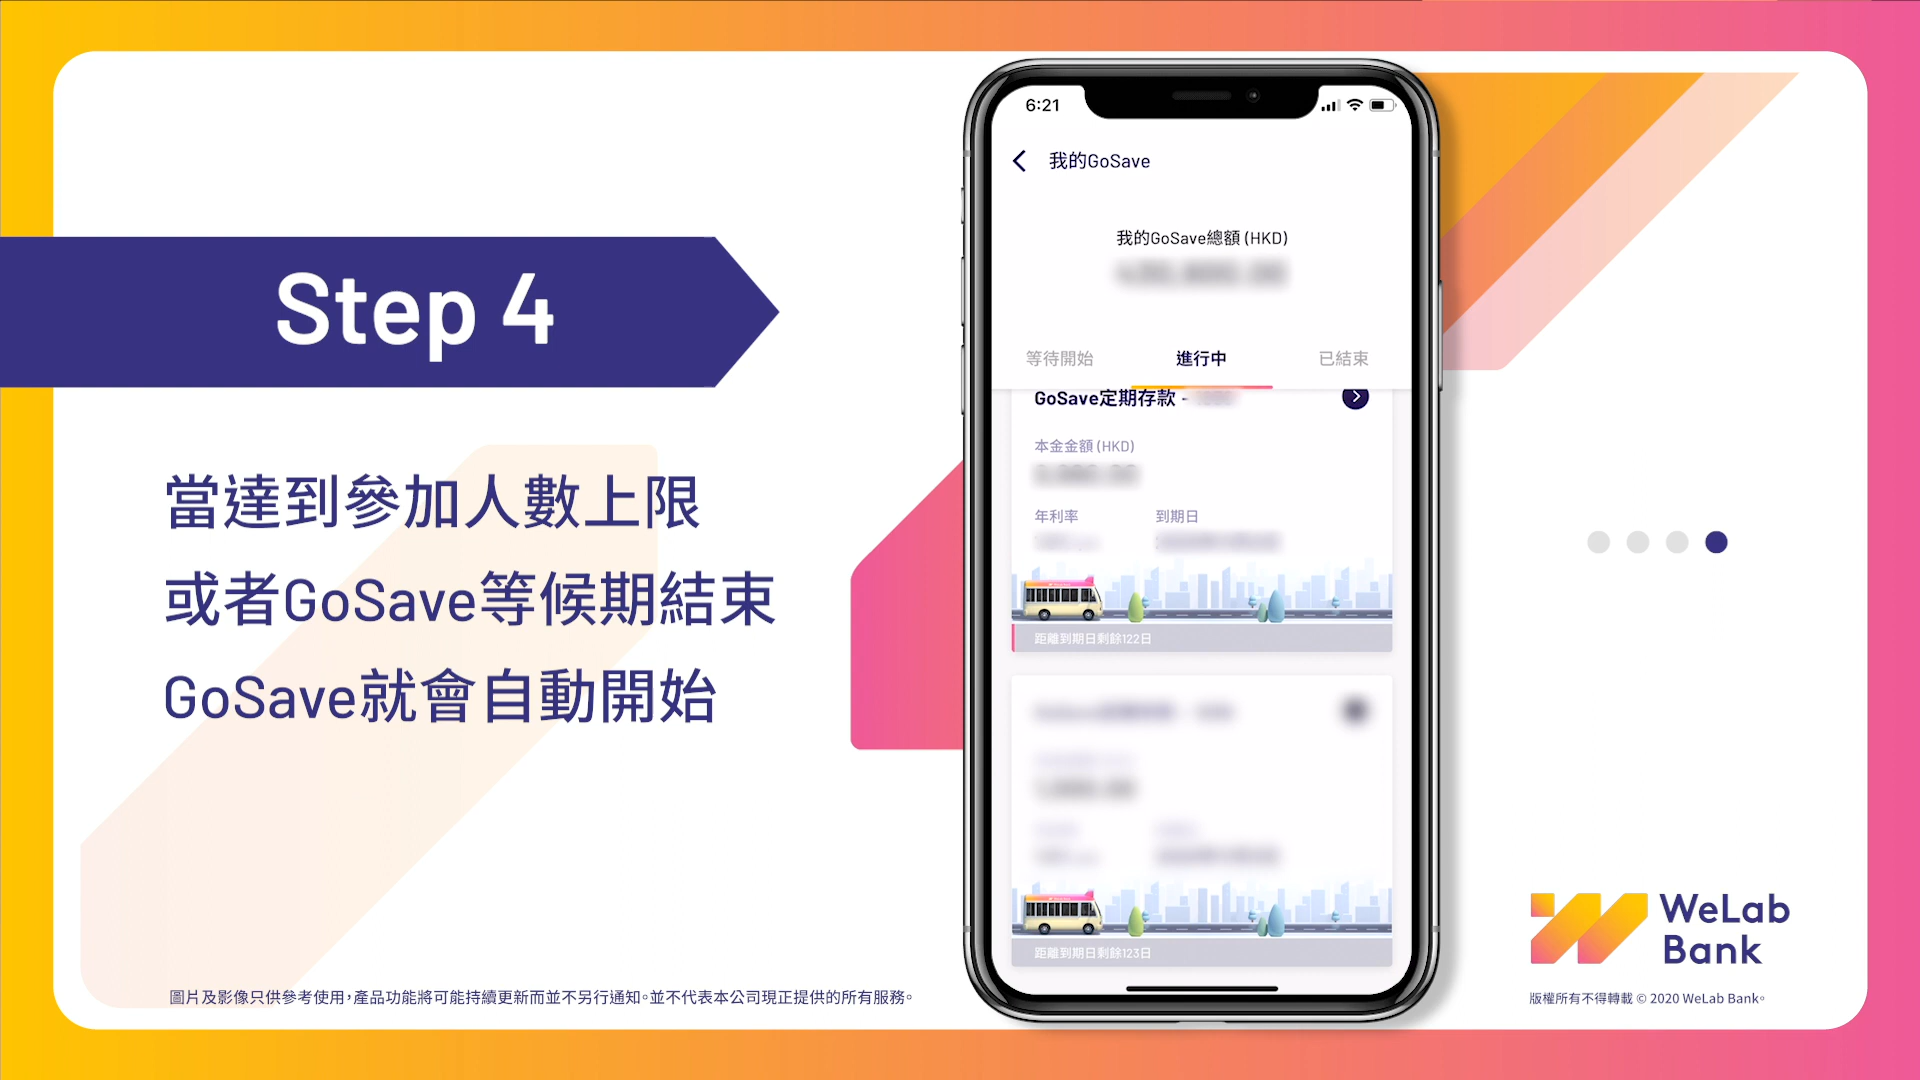 Step 4
當達到參加人數上限
或者GoSave等候期結束
GoSave就會自動開始
圖片及影像只供參考使用，產品功能將可能持續更新而並不另行通知。並不代表本公司現正提供的所有服務。
6:21
我的GoSave
我的GoSave總額 (HKD)
等待開始 進行中 已結束
GoSave定期存款 -
本金金額 (HKD)
年利率 到期日
距離到期日剩餘122日
距離到期日剩餘123日
WeLab
Bank
版權所有不得轉載 © 2020 WeLab Bank。